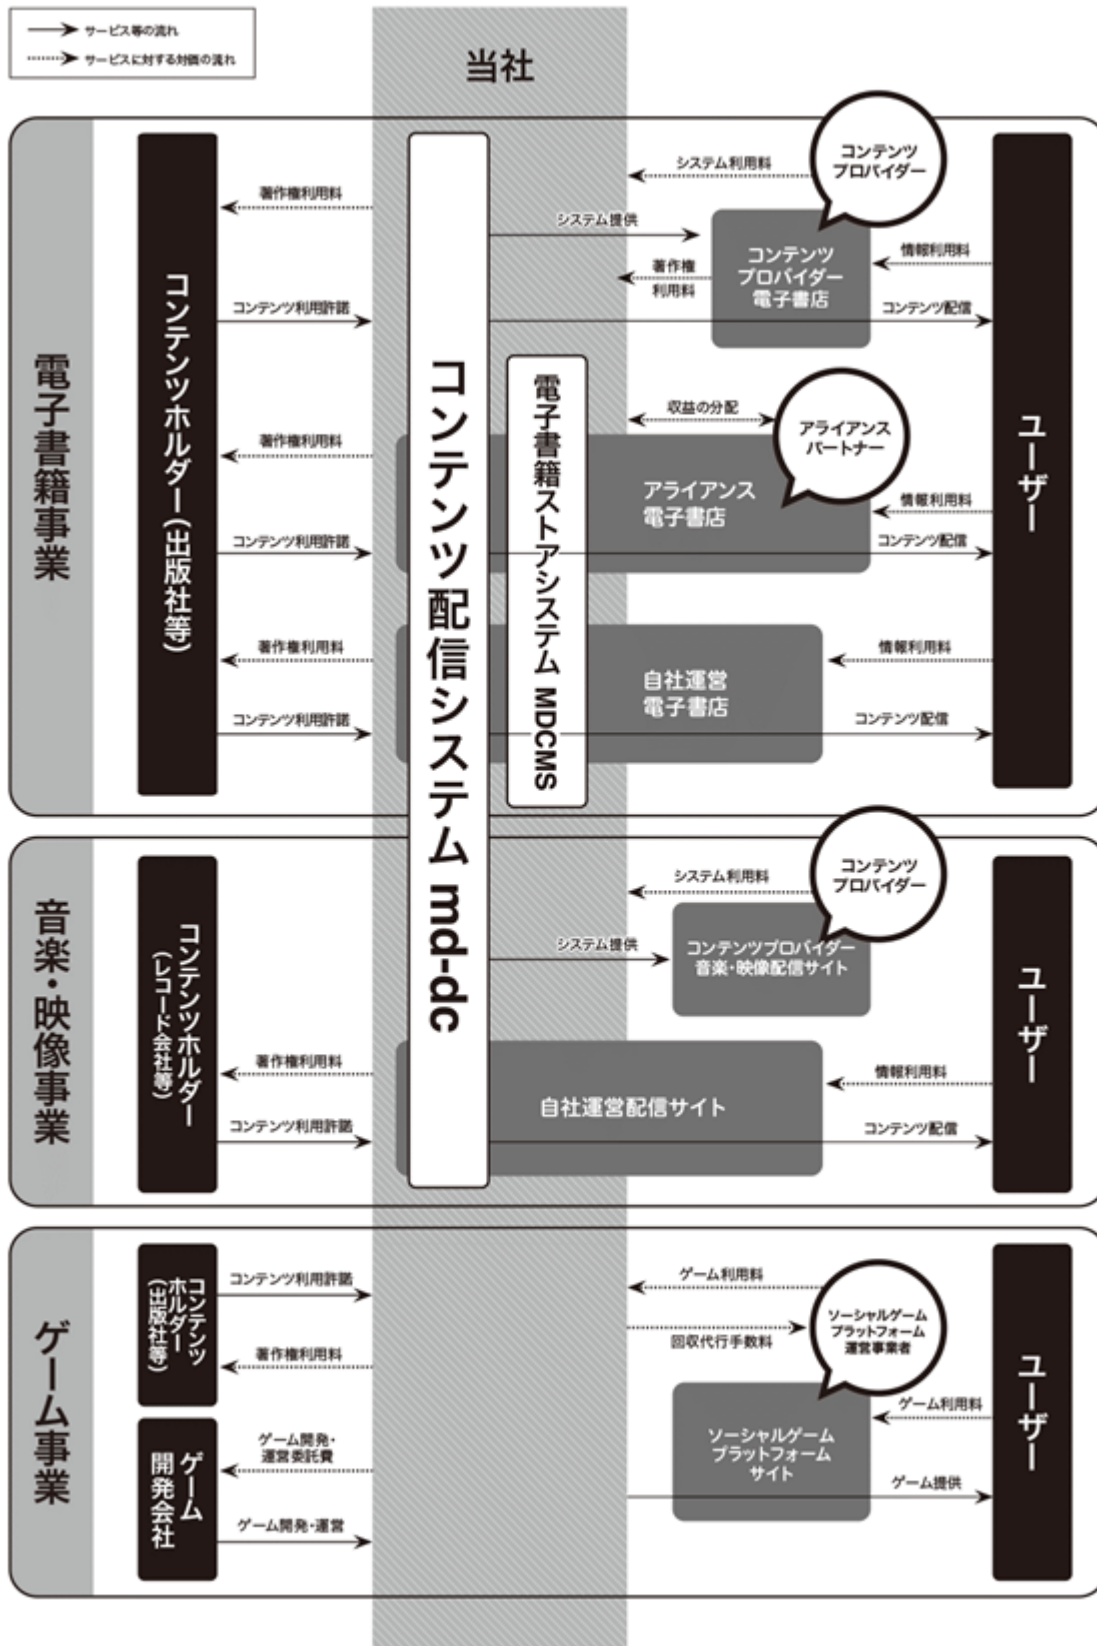 サービス等の流れ
サービスに対する対価の流れ
当社
電子書籍事業
コンテンツホルダー(出版社等)
著作権利用料
コンテンツ利用許諾
著作権利用料
コンテンツ利用許諾
著作権利用料
コンテンツ利用許諾
コンテンツ配信システム md-dc
電子書籍ストアシステム MDCMS
システム利用料
コンテンツ
プロバイダー
システム提供
コンテンツ
プロバイダー
電子書店
著作権
利用料
情報利用料
コンテンツ配信
収益の分配
アライアンス
パートナー
アライアンス
電子書店
情報利用料
コンテンツ配信
自社運営
電子書店
情報利用料
コンテンツ配信
ユーザー
音楽・映像事業
コンテンツホルダー
(レコード会社等)
著作権利用料
コンテンツ利用許諾
システム利用料
コンテンツ
プロバイダー
システム提供
コンテンツプロバイダー
音楽・映像配信サイト
自社運営配信サイト
情報利用料
コンテンツ配信
ユーザー
ゲーム事業
コンテンツ
ホルダー
(出版社等)
コンテンツ利用許諾
著作権利用料
ゲーム
開発会社
ゲーム開発・
運営委託費
ゲーム開発・運営
ゲーム利用料
回収代行手数料
ソーシャルゲーム
プラットフォーム
運営事業者
ソーシャルゲーム
プラットフォーム
サイト
ゲーム利用料
ゲーム提供
ユーザー